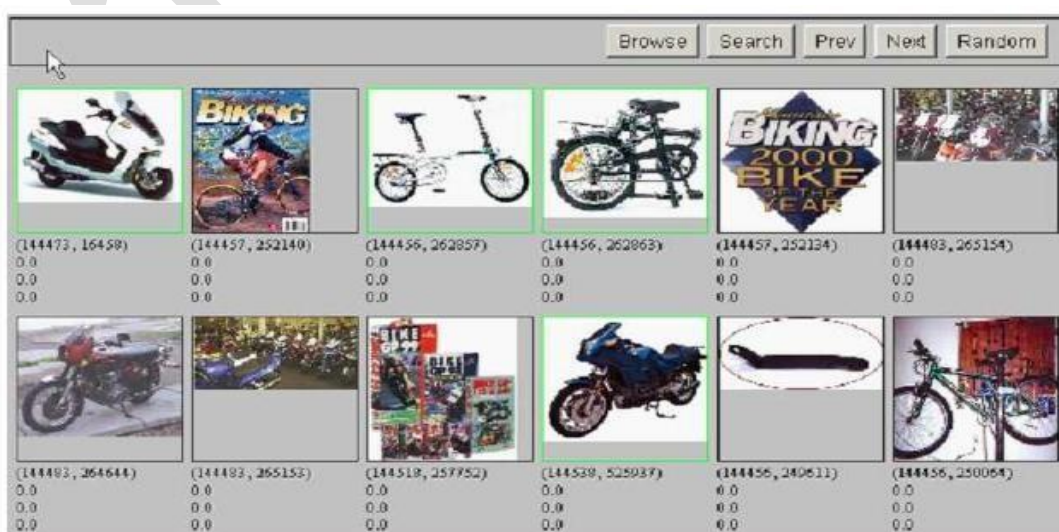 Browse Search Prev Next Random
BIKING
BIKING
2000
BIKE
OF THE
YEAR
(144473, 16458) (144457, 252140) (144456, 262857) (144456, 262863) (144457, 252134) (144483, 265154)
0.0 0.0 0.0 0.0 0.0 0.0
0.0 0.0 0.0 0.0 0.0 0.0
0.0 0.0 0.0 0.0 0.0 0.0
BIKE
BIKE
(144483, 264644) (144483, 265153) (144518, 257752) (144538, 525937) (144456, 249611) (144456, 250064)
0.0 0.0 0.0 0.0 0.0 0.0
0.0 0.0 0.0 0.0 0.0 0.0
0.0 0.0 0.0 0.0 0.0 0.0